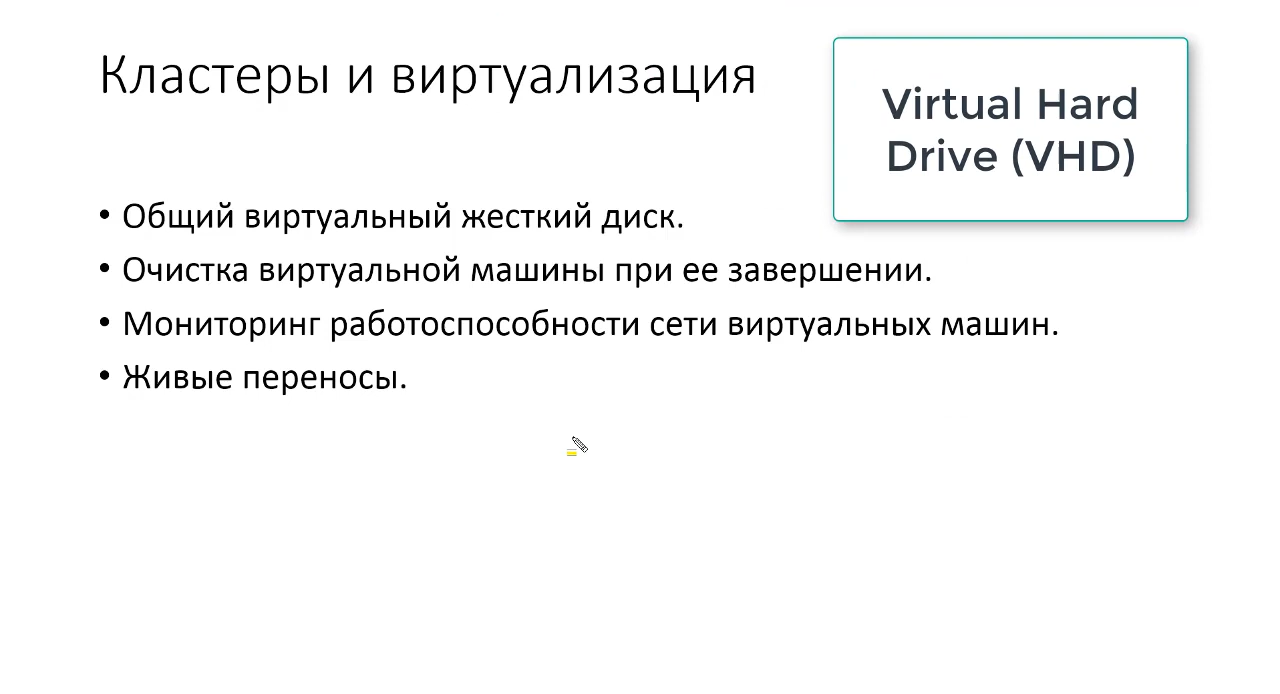 Кластеры и виртуализация
Virtual Hard
Drive (VHD)
• Общий виртуальный жесткий диск.
• Очистка виртуальной машины при ее завершении.
• Мониторинг работоспособности сети виртуальных машин.
• Живые переносы.